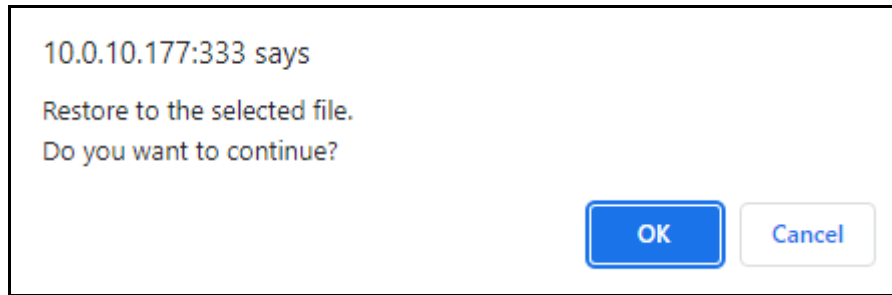 10.0.10.177:333 says
Restore to the selected file.
Do you want to continue?
OK
Cancel